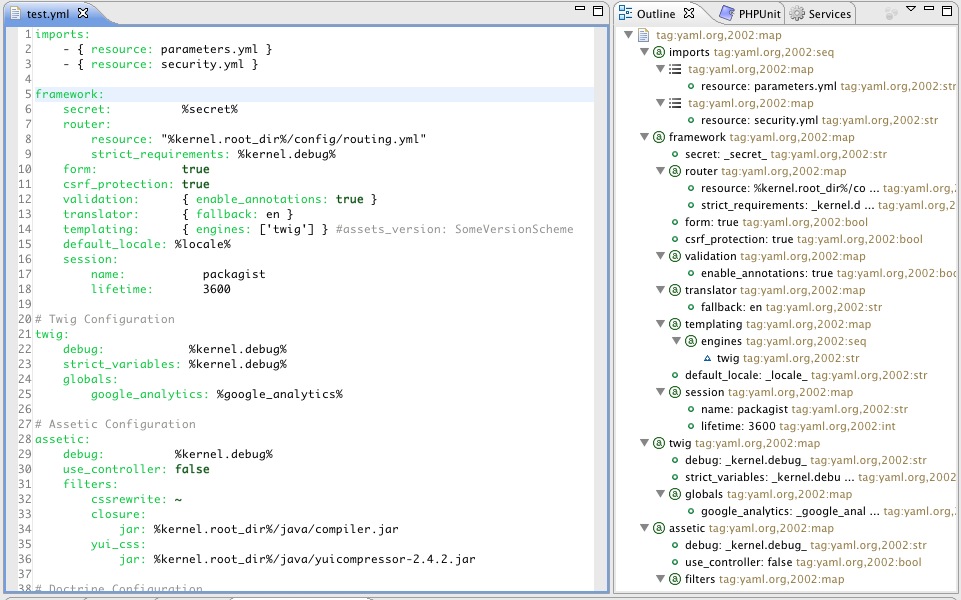 test.yml
1 imports:
2 - { resource: parameters.yml }
3 - { resource: security.yml }
4
5 framework:
6 secret: %secret%
7 router:
8 resource: "%kernel.root_dir%/config/routing.yml"
9 strict_requirements: %kernel.debug%
10 form: true
11 csrf_protection: true
12 validation: { enable_annotations: true }
13 translator: { fallback: en }
14 templating: { engines: ['twig'] } #assets_version: SomeVersionScheme
15 default_locale: %locale%
16 session:
17 name: packagist
18 lifetime: 3600
19
20 # Twig Configuration
21 twig:
22 debug: %kernel.debug%
23 strict_variables: %kernel.debug%
24 globals:
25 google_analytics: %google_analytics%
26
27 # Assetic Configuration
28 assetic:
29 debug: %kernel.debug%
30 use_controller: false
31 filters:
32 cssrewrite: ~
33 closure:
34 jar: %kernel.root_dir%/java/compiler.jar
35 yui_css:
36 jar: %kernel.root_dir%/java/yuicompressor-2.4.2.jar
37
38 # Doctrine Configuration
Outline PHPUnit Services
tag:yaml.org,2002:map
imports tag:yaml.org,2002:seq
tag:yaml.org,2002:map
resource: parameters.yml tag:yaml.org,2002:str
tag:yaml.org,2002:map
resource: security.yml tag:yaml.org,2002:str
framework tag:yaml.org,2002:map
secret: _secret_ tag:yaml.org,2002:str
router tag:yaml.org,2002:map
resource: %kernel.root_dir%/co ... tag:yaml.org,
strict_requirements: _kernel.d ... tag:yaml.org,2
form: true tag:yaml.org,2002:bool
csrf_protection: true tag:yaml.org,2002:bool
validation tag:yaml.org,2002:map
enable_annotations: true tag:yaml.org,2002:boo
translator tag:yaml.org,2002:map
fallback: en tag:yaml.org,2002:str
templating tag:yaml.org,2002:map
engines tag:yaml.org,2002:seq
twig tag:yaml.org,2002:str
default_locale: _locale_ tag:yaml.org,2002:str
session tag:yaml.org,2002:map
name: packagist tag:yaml.org,2002:str
lifetime: 3600 tag:yaml.org,2002:int
twig tag:yaml.org,2002:map
debug: _kernel.debug_ tag:yaml.org,2002:str
strict_variables: _kernel.debu ... tag:yaml.org,2002
globals tag:yaml.org,2002:map
google_analytics: _google_anal ... tag:yaml.org,
assetic tag:yaml.org,2002:map
debug: _kernel.debug_ tag:yaml.org,2002:str
use_controller: false tag:yaml.org,2002:bool
filters tag:yaml.org,2002:map